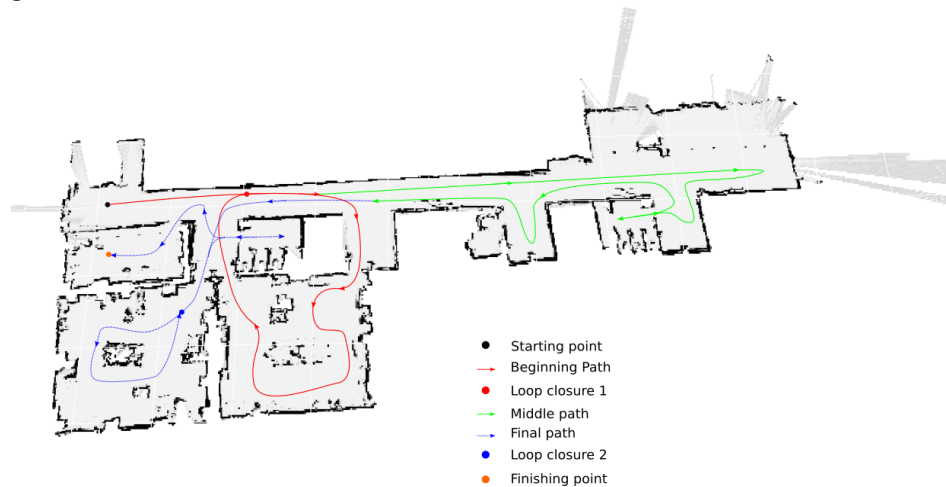 Starting point
Beginning Path
Loop closure 1
Middle path
Final path
Loop closure 2
Finishing point